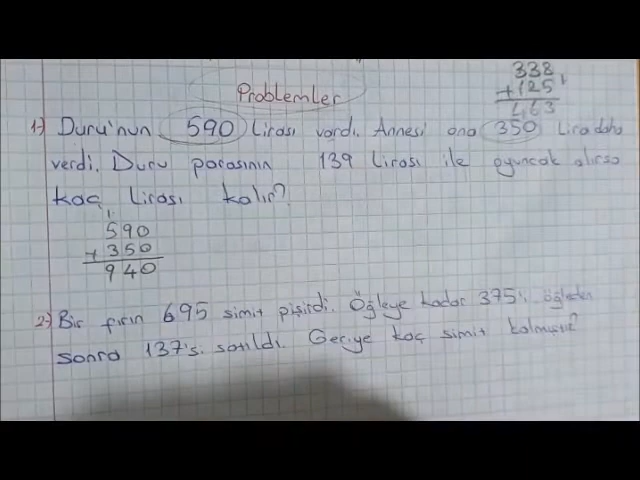 338
+125
463
Problemler
1-) Duru'nun 590 Lirası vardı. Annesi ona 350 Lira daha
verdi. Duru parasının 139 lirası ile oyuncak alırsa
kaç lirası kalır?
1
590
+ 350
940
2-) Bir fırın 695 simit pişirdi. Öğleye kadar 375'i öğleden
sonra 137'si satıldı. Geriye kaç simit kalmıştır?